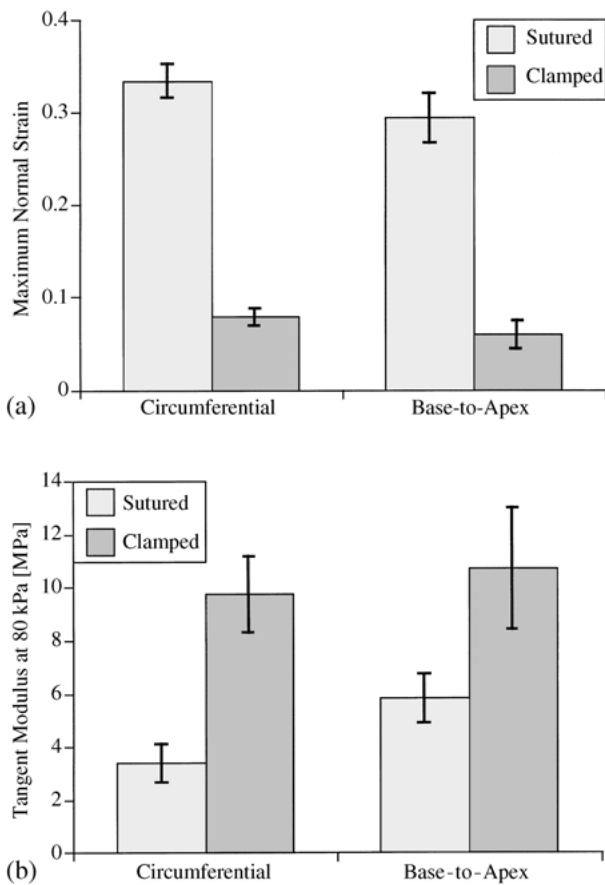 0.4
Sutured
Clamped
0.3
0.2
0.1
0
Maximum Normal Strain
Circumferential
Base-to-Apex
(a)
14
Sutured
Clamped
12
10
8
6
4
2
0
Tangent Modulus at 80 kPa [MPa]
Circumferential
Base-to-Apex
(b)